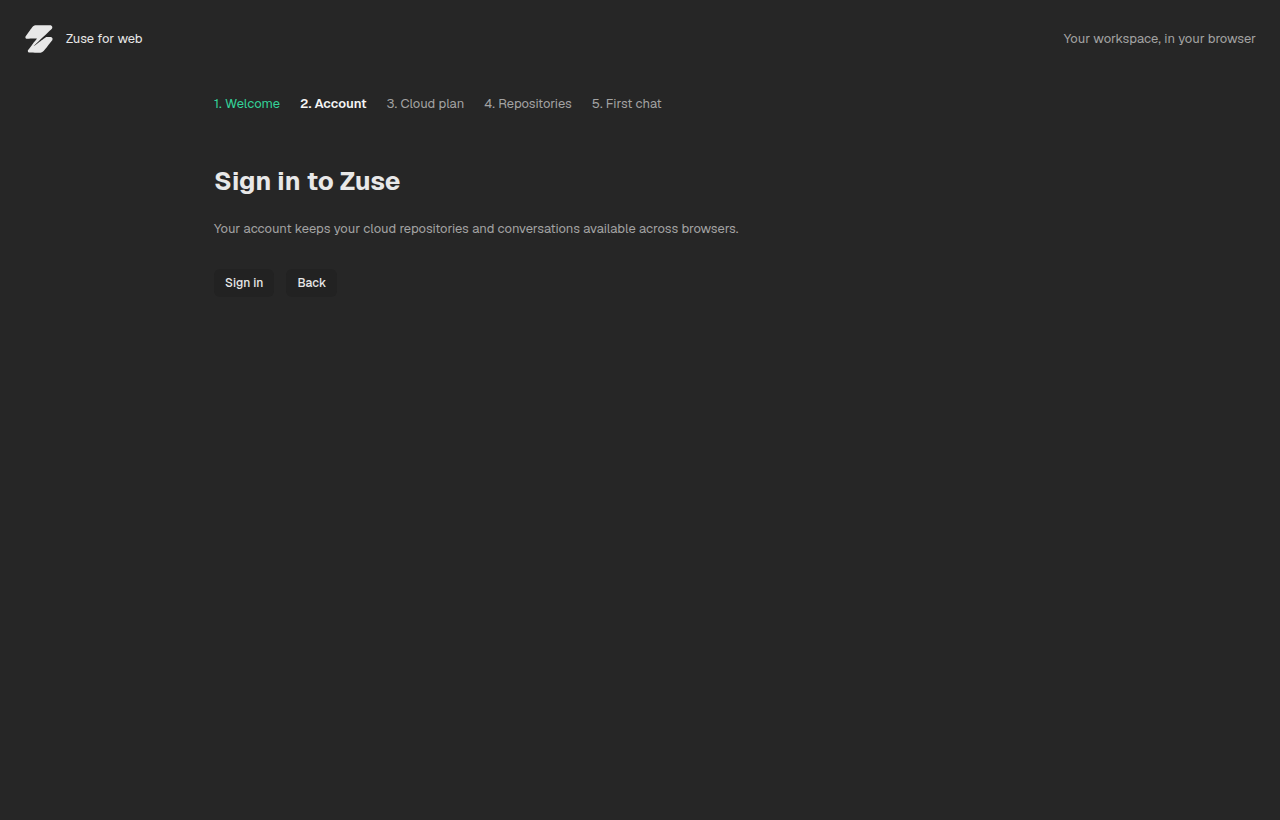 Zuse for web
Your workspace, in your browser
1. Welcome 2. Account 3. Cloud plan 4. Repositories 5. First chat
Sign in to Zuse
Your account keeps your cloud repositories and conversations available across browsers.
Sign in Back